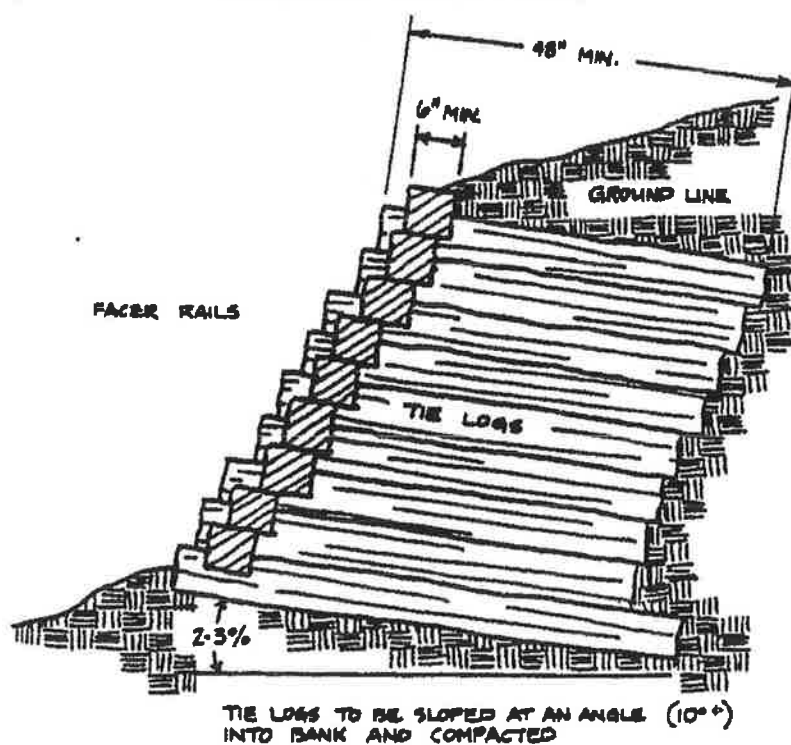 48" MIN.
6" MIN.
GROUND LINE
FACER RAILS
TIE LOGS
2-3%
TIE LOGS TO BE SLOPED AT AN ANGLE (10°+)
INTO BANK AND COMPACTED